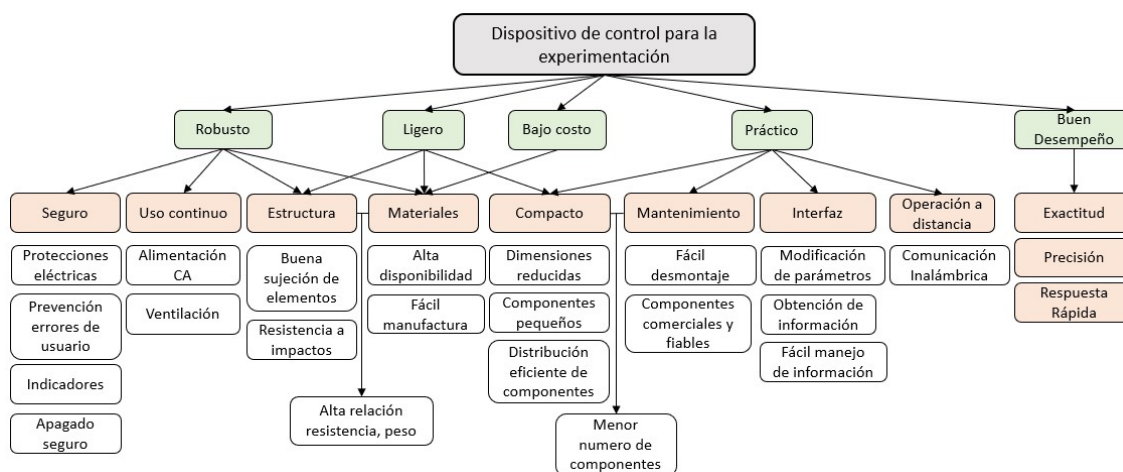 Dispositivo de control para la
experimentación
Robusto
Ligero
Bajo costo
Práctico
Buen
Desempeño
Seguro
Uso continuo
Estructura
Materiales
Compacto
Mantenimiento
Interfaz
Operación a
distancia
Exactitud
Protecciones
eléctricas
Prevención
errores de
usuario
Indicadores
Apagado
seguro
Alimentación
CA
Ventilación
Buena
sujeción de
elementos
Resistencia a
impactos
Alta relación
resistencia, peso
Alta
disponibilidad
Fácil
manufactura
Dimensiones
reducidas
Componentes
pequeños
Distribución
eficiente de
componentes
Menor
numero de
componentes
Fácil
desmontaje
Componentes
comerciales y
fiables
Modificación
de parámetros
Obtención de
información
Fácil manejo
de información
Comunicación
Inalámbrica
Precisión
Respuesta
Rápida